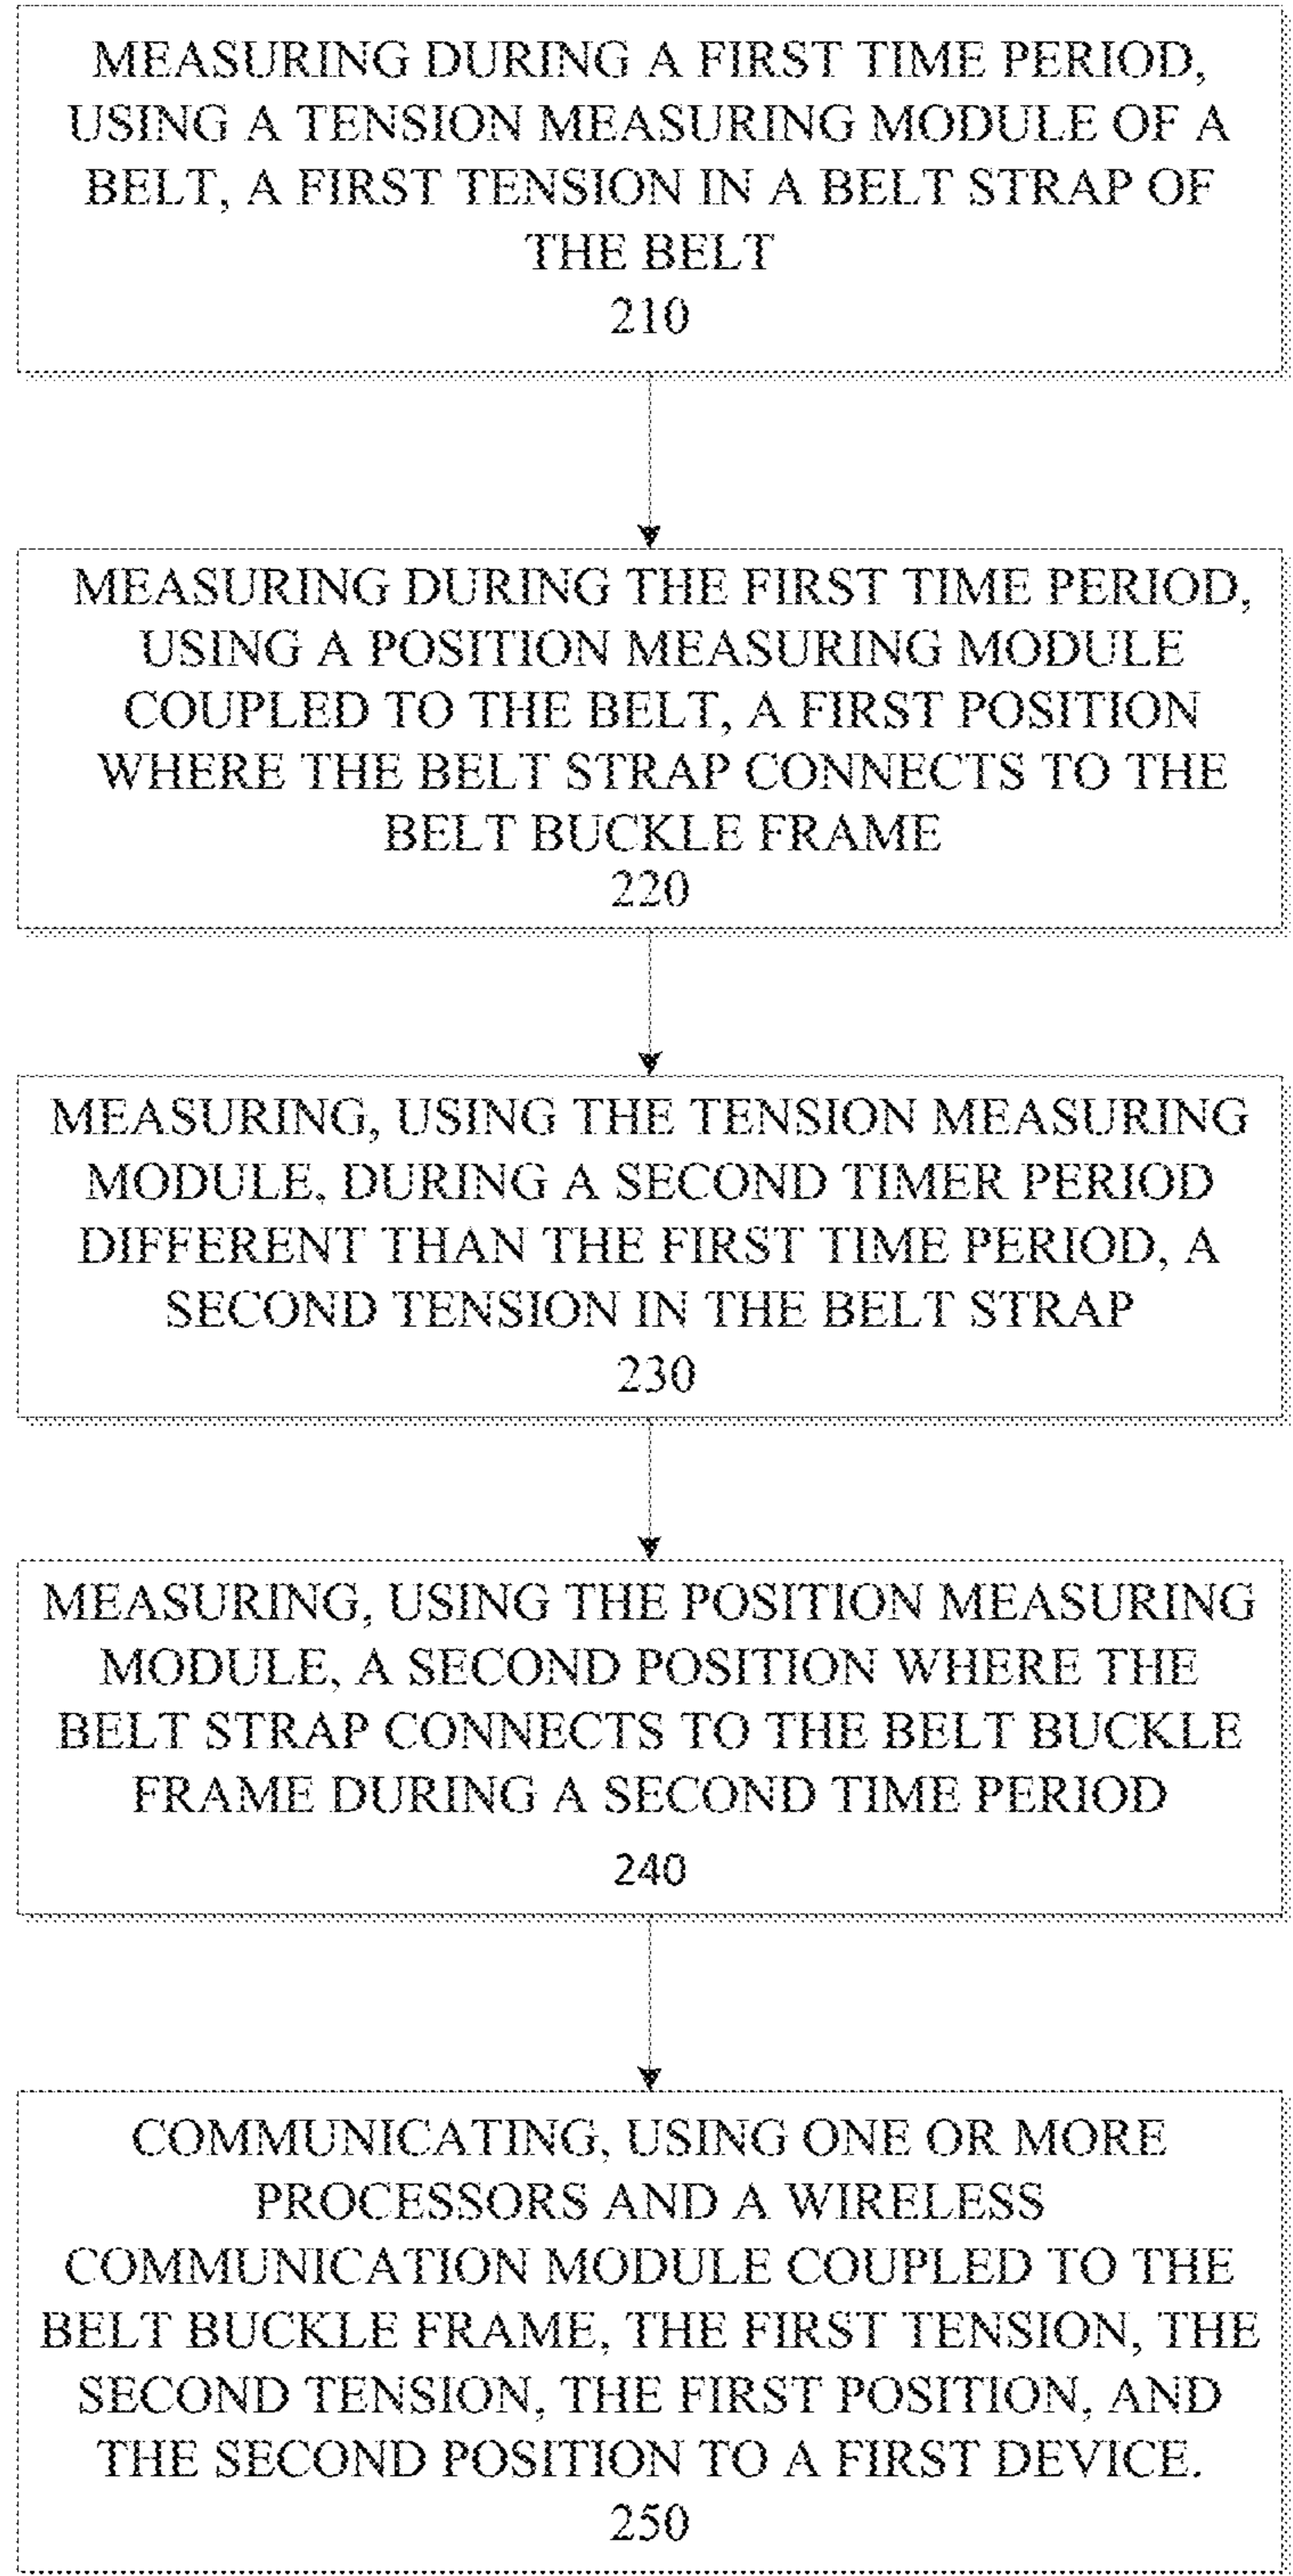 MEASURING DURING A FIRST TIME PERIOD,
USING A TENSION MEASURING MODULE OF A
BELT, A FIRST TENSION IN A BELT STRAP OF
THE BELT
210
MEASURING DURING THE FIRST TIME PERIOD,
USING A POSITION MEASURING MODULE
COUPLED TO THE BELT, A FIRST POSITION
WHERE THE BELT STRAP CONNECTS TO THE
BELT BUCKLE FRAME
220
MEASURING, USING THE TENSION MEASURING
MODULE, DURING A SECOND TIMER PERIOD
DIFFERENT THAN THE FIRST TIME PERIOD, A
SECOND TENSION IN THE BELT STRAP
230
MEASURING, USING THE POSITION MEASURING
MODULE, A SECOND POSITION WHERE THE
BELT STRAP CONNECTS TO THE BELT BUCKLE
FRAME DURING A SECOND TIME PERIOD
240
COMMUNICATING, USING ONE OR MORE
PROCESSORS AND A WIRELESS
COMMUNICATION MODULE COUPLED TO THE
BELT BUCKLE FRAME, THE FIRST TENSION, THE
SECOND TENSION, THE FIRST POSITION, AND
THE SECOND POSITION TO A FIRST DEVICE.
250